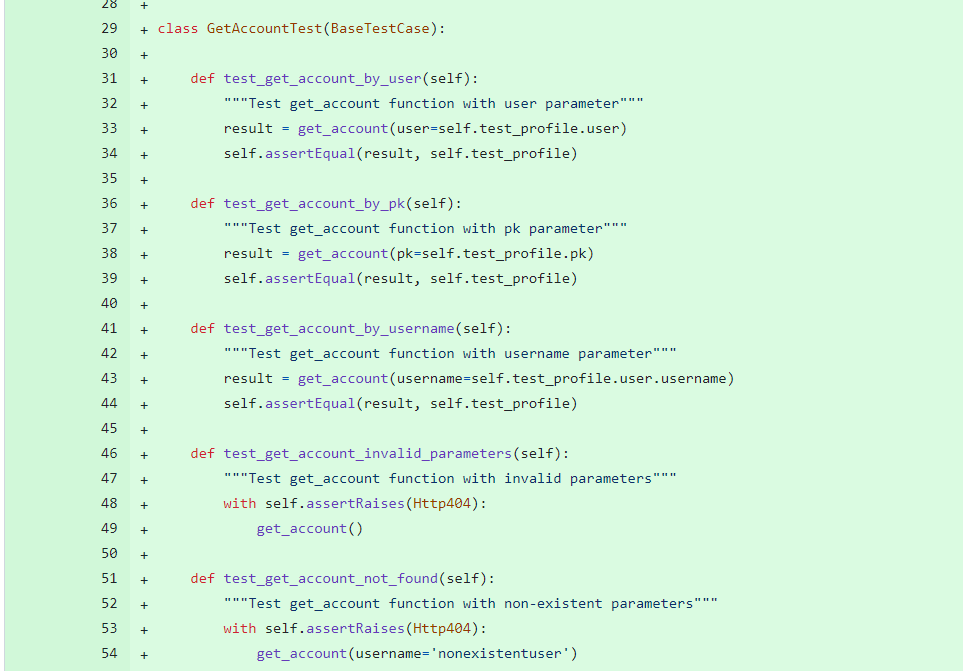 28 +
29 + class GetAccountTest(BaseTestCase):
30 +
31 +     def test_get_account_by_user(self):
32 +         """Test get_account function with user parameter"""
33 +         result = get_account(user=self.test_profile.user)
34 +         self.assertEqual(result, self.test_profile)
35 +
36 +     def test_get_account_by_pk(self):
37 +         """Test get_account function with pk parameter"""
38 +         result = get_account(pk=self.test_profile.pk)
39 +         self.assertEqual(result, self.test_profile)
40 +
41 +     def test_get_account_by_username(self):
42 +         """Test get_account function with username parameter"""
43 +         result = get_account(username=self.test_profile.user.username)
44 +         self.assertEqual(result, self.test_profile)
45 +
46 +     def test_get_account_invalid_parameters(self):
47 +         """Test get_account function with invalid parameters"""
48 +         with self.assertRaises(Http404):
49 +             get_account()
50 +
51 +     def test_get_account_not_found(self):
52 +         """Test get_account function with non-existent parameters"""
53 +         with self.assertRaises(Http404):
54 +             get_account(username='nonexistentuser')